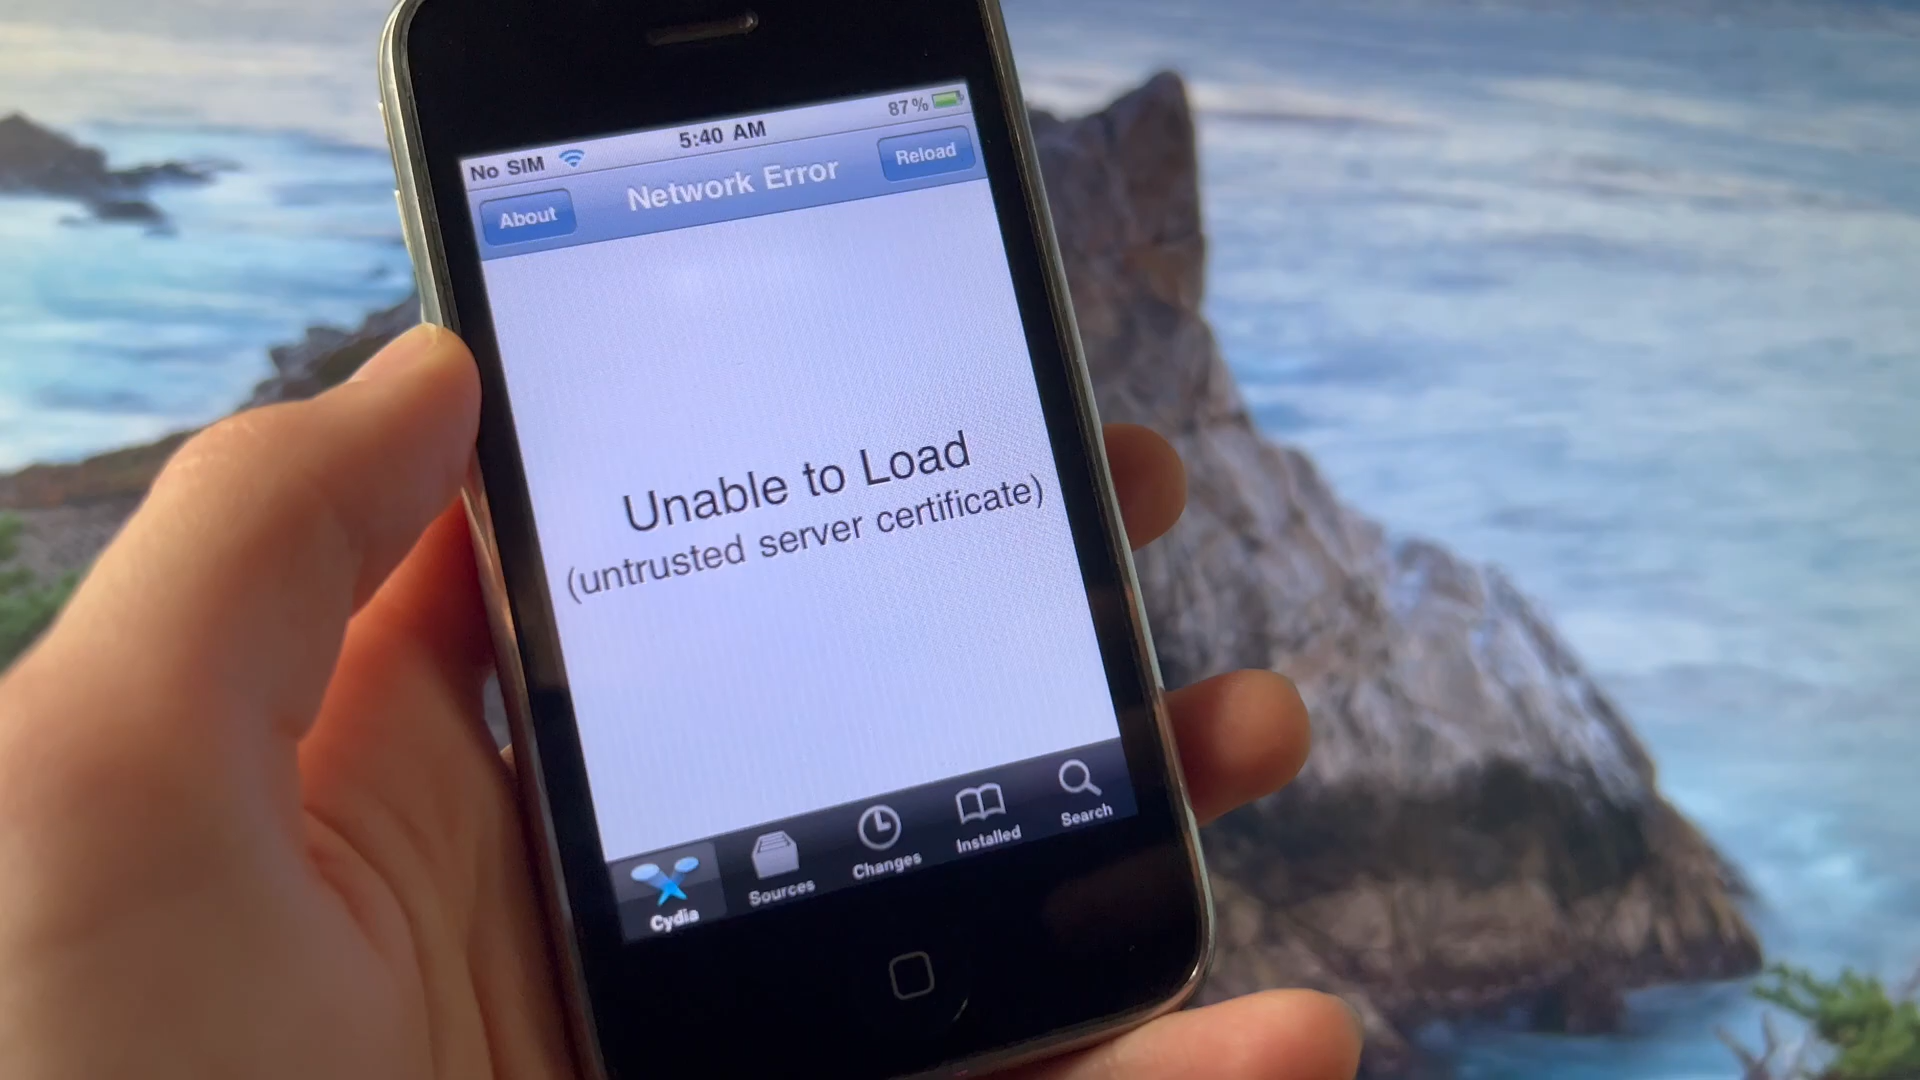 No SIM 5:40 AM 87%
About Network Error Reload
Unable to Load
(untrusted server certificate)
Cydia Sources Changes Installed Search